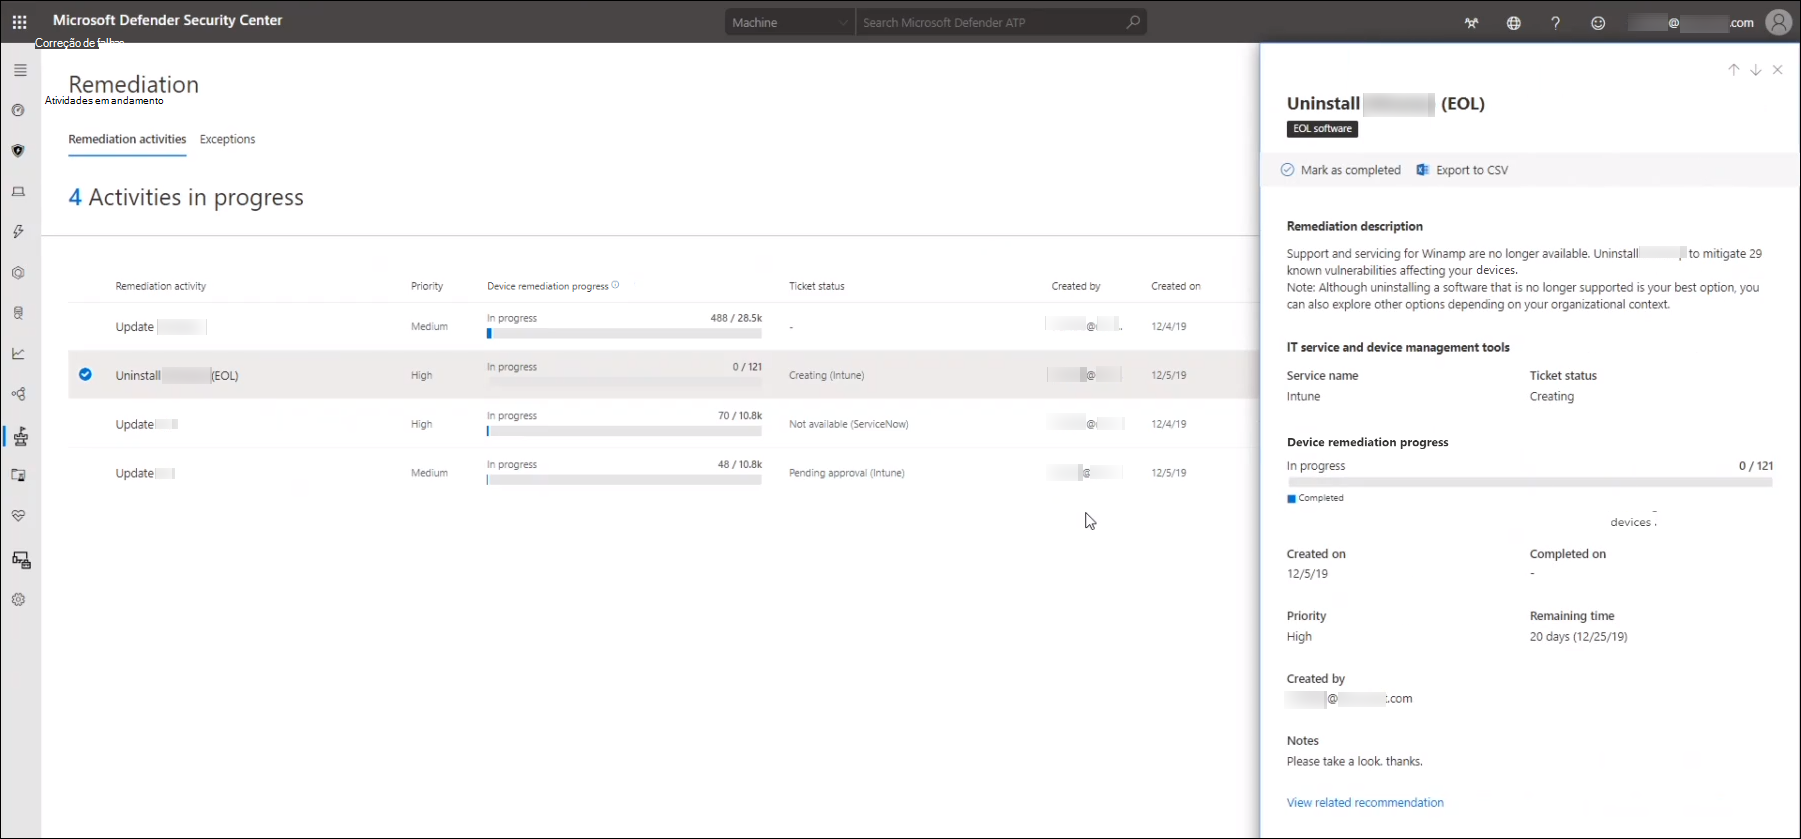 Microsoft Defender Security Center
Machine
Search Microsoft Defender ATP
@ .com
Correção de falhas
Remediation
Atividades em andamento
Remediation activities Exceptions
4 Activities in progress
Remediation activity Priority Device remediation progress Ticket status Created by Created on
Update Medium In progress 488 / 28.5k - @ .. 12/4/19
Uninstall (EOL) High In progress 0 / 121 Creating (Intune) @ 12/5/19
Update High In progress 70 / 10.8k Not available (ServiceNow) @ 12/4/19
Update Medium In progress 48 / 10.8k Pending approval (Intune) @ 12/5/19
Uninstall (EOL)
EOL software
Mark as completed Export to CSV
Remediation description
Support and servicing for Winamp are no longer available. Uninstall to mitigate 29
known vulnerabilities affecting your devices.
Note: Although uninstalling a software that is no longer supported is your best option, you
can also explore other options depending on your organizational context.
IT service and device management tools
Service name Ticket status
Intune Creating
Device remediation progress
In progress 0 / 121
Completed
devices .
Created on Completed on
12/5/19 -
Priority Remaining time
High 20 days (12/25/19)
Created by
@ .com
Notes
Please take a look. thanks.
View related recommendation